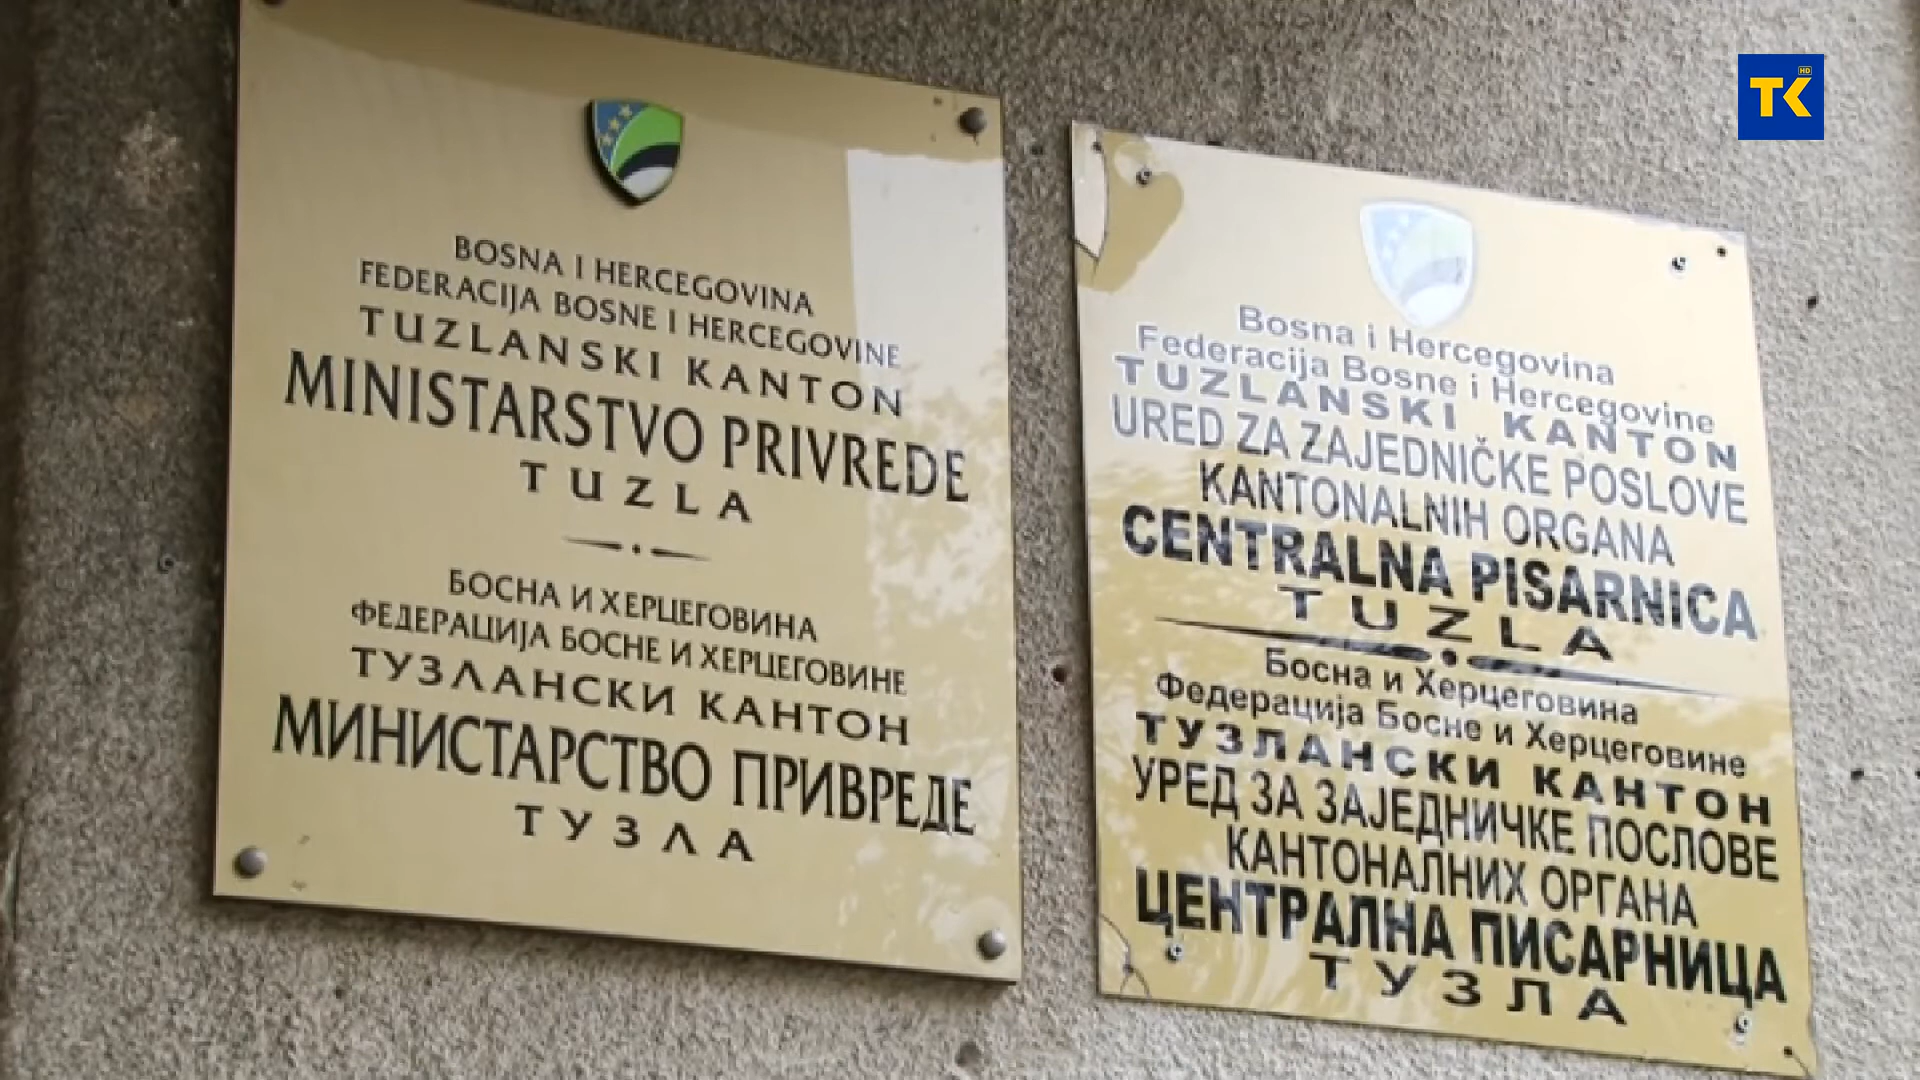 BOSNA I HERCEGOVINA
FEDERACIJA BOSNE I HERCEGOVINE
TUZLANSKI KANTON
MINISTARSTVO PRIVREDE
TUZLA
БОСНА И ХЕРЦЕГОВИНА
ФЕДЕРАЦИЈА БОСНЕ И ХЕРЦЕГОВИНЕ
ТУЗЛАНСКИ КАНТОН
МИНИСТАРСТВО ПРИВРЕДЕ
ТУЗЛА
Bosna i Hercegovina
Federacija Bosne i Hercegovine
TUZLANSKI KANTON
URED ZA ZAJEDNIČKE POSLOVE
KANTONALNIH ORGANA
CENTRALNA PISARNICA
TUZLA
Босна и Херцеговина
Федерација Босне и Херцеговине
ТУЗЛАНСКИ КАНТОН
УРЕД ЗА ЗАЈЕДНИЧКЕ ПОСЛОВЕ
КАНТОНАЛНИХ ОРГАНА
ЦЕНТРАЛНА ПИСАРНИЦА
ТУЗЛА
TK HD